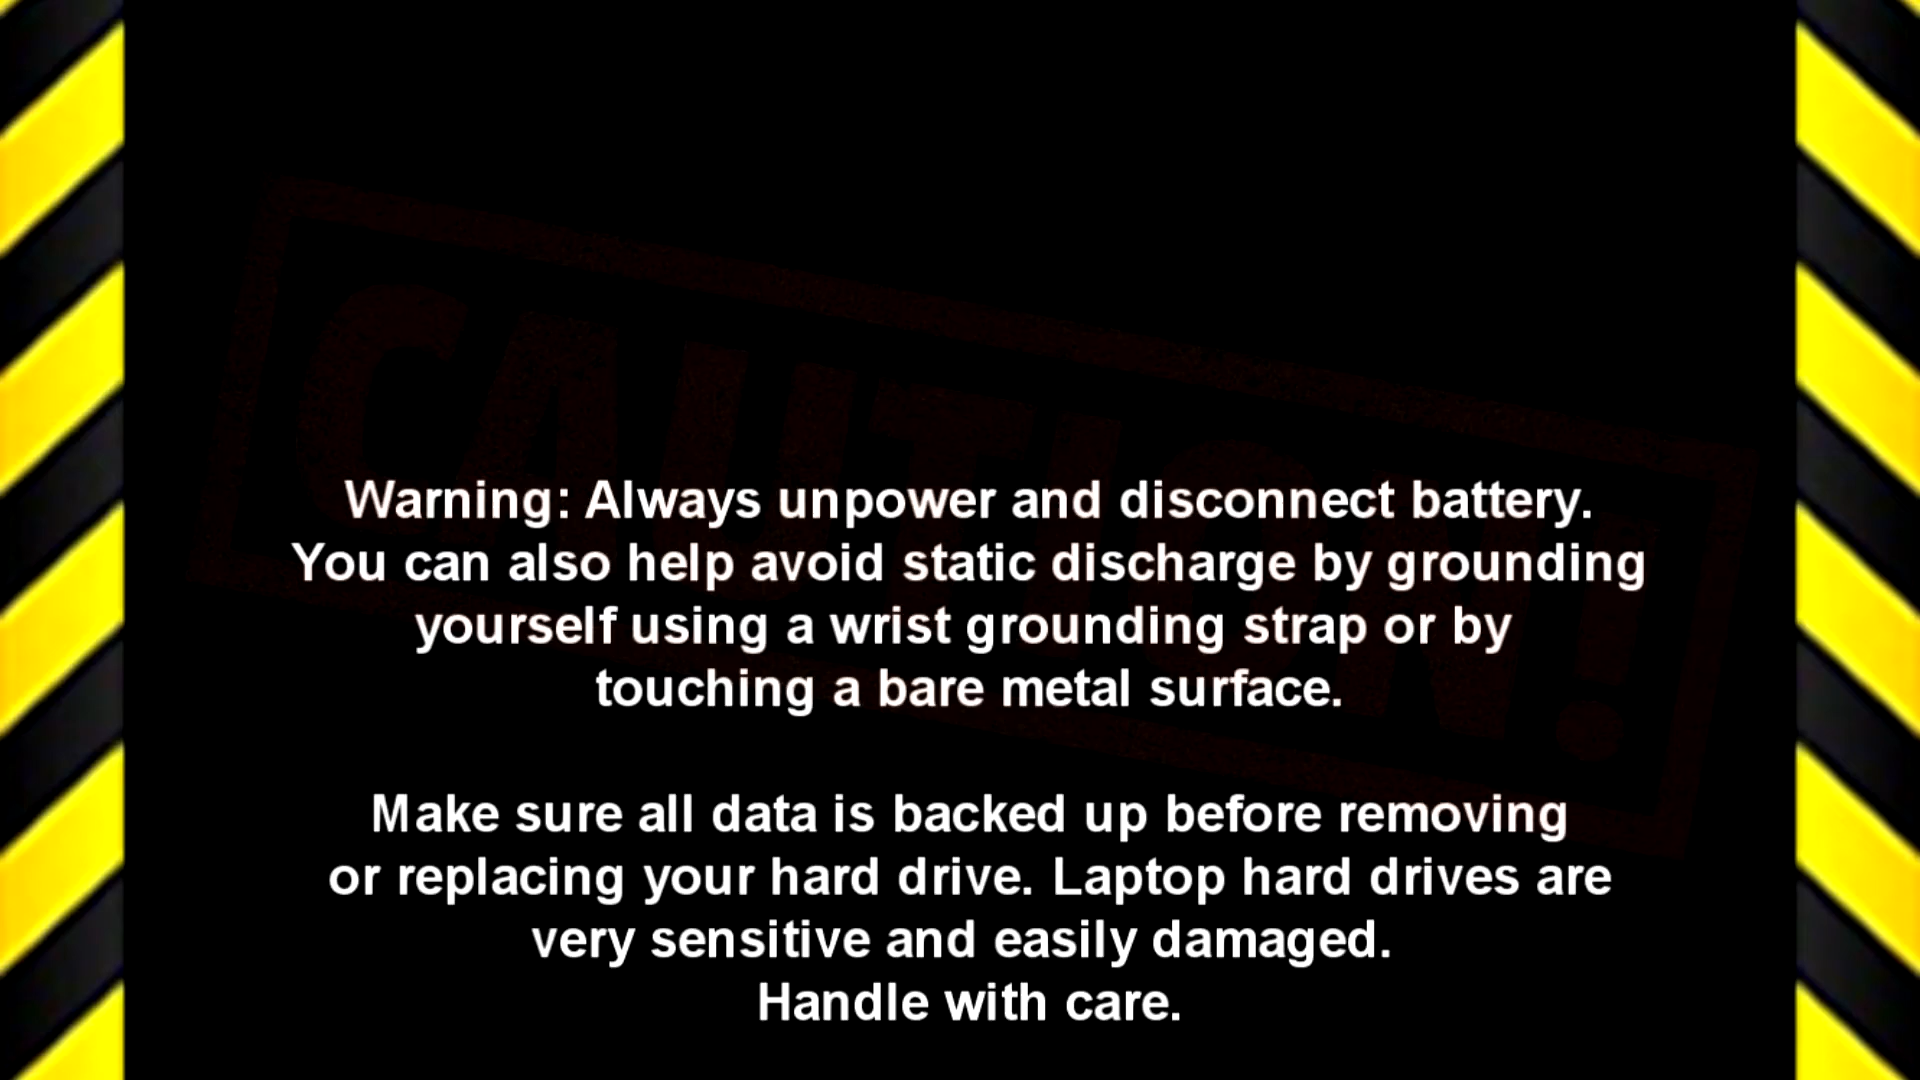 CAUTION!
Warning: Always unpower and disconnect battery.
You can also help avoid static discharge by grounding
yourself using a wrist grounding strap or by
touching a bare metal surface.
Make sure all data is backed up before removing
or replacing your hard drive. Laptop hard drives are
very sensitive and easily damaged.
Handle with care.